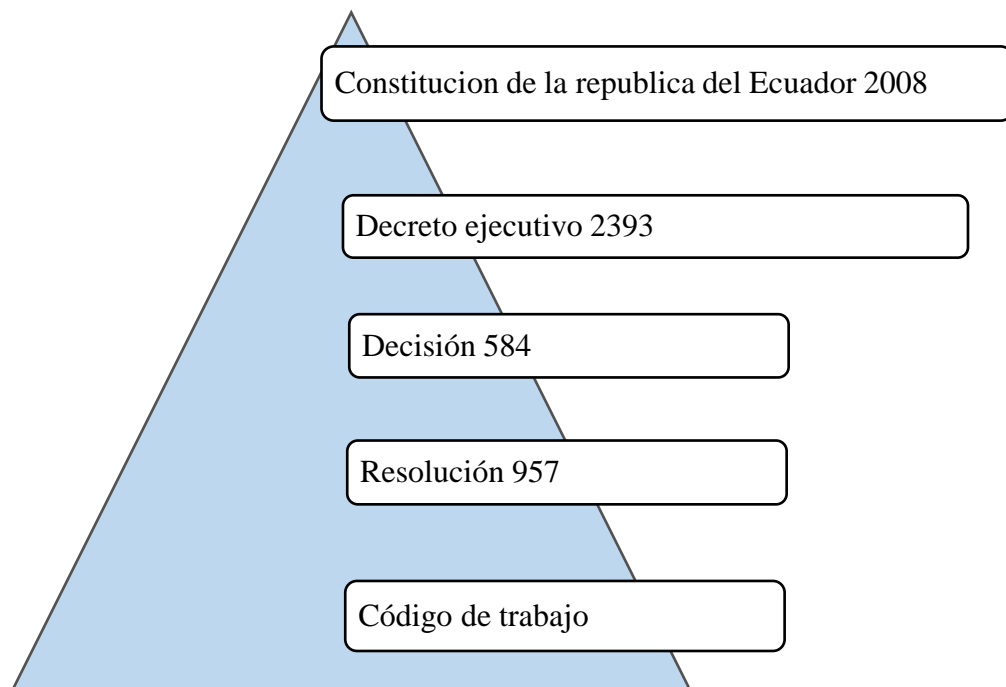 Constitucion de la republica del Ecuador 2008
Decreto ejecutivo 2393
Decisión 584
Resolución 957
Código de trabajo